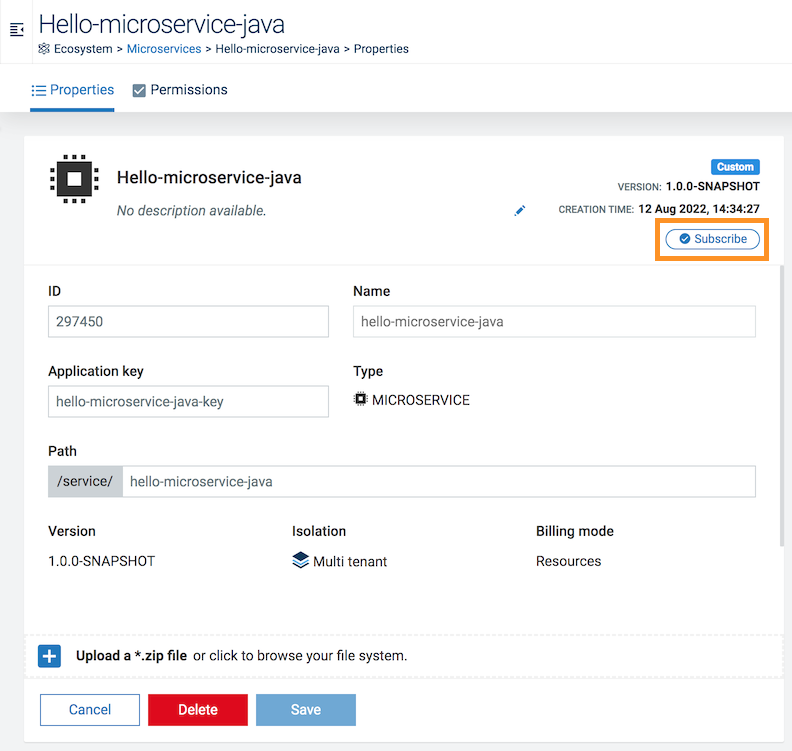 Hello-microservice-java
Ecosystem > Microservices > Hello-microservice-java > Properties
Properties Permissions
Custom
Hello-microservice-java
VERSION: 1.0.0-SNAPSHOT
No description available.
CREATION TIME: 12 Aug 2022, 14:34:27
Subscribe
ID Name
297450 hello-microservice-java
Application key Type
hello-microservice-java-key MICROSERVICE
Path
/service/ hello-microservice-java
Version Isolation Billing mode
1.0.0-SNAPSHOT Multi tenant Resources
Upload a *.zip file or click to browse your file system.
Cancel Delete Save